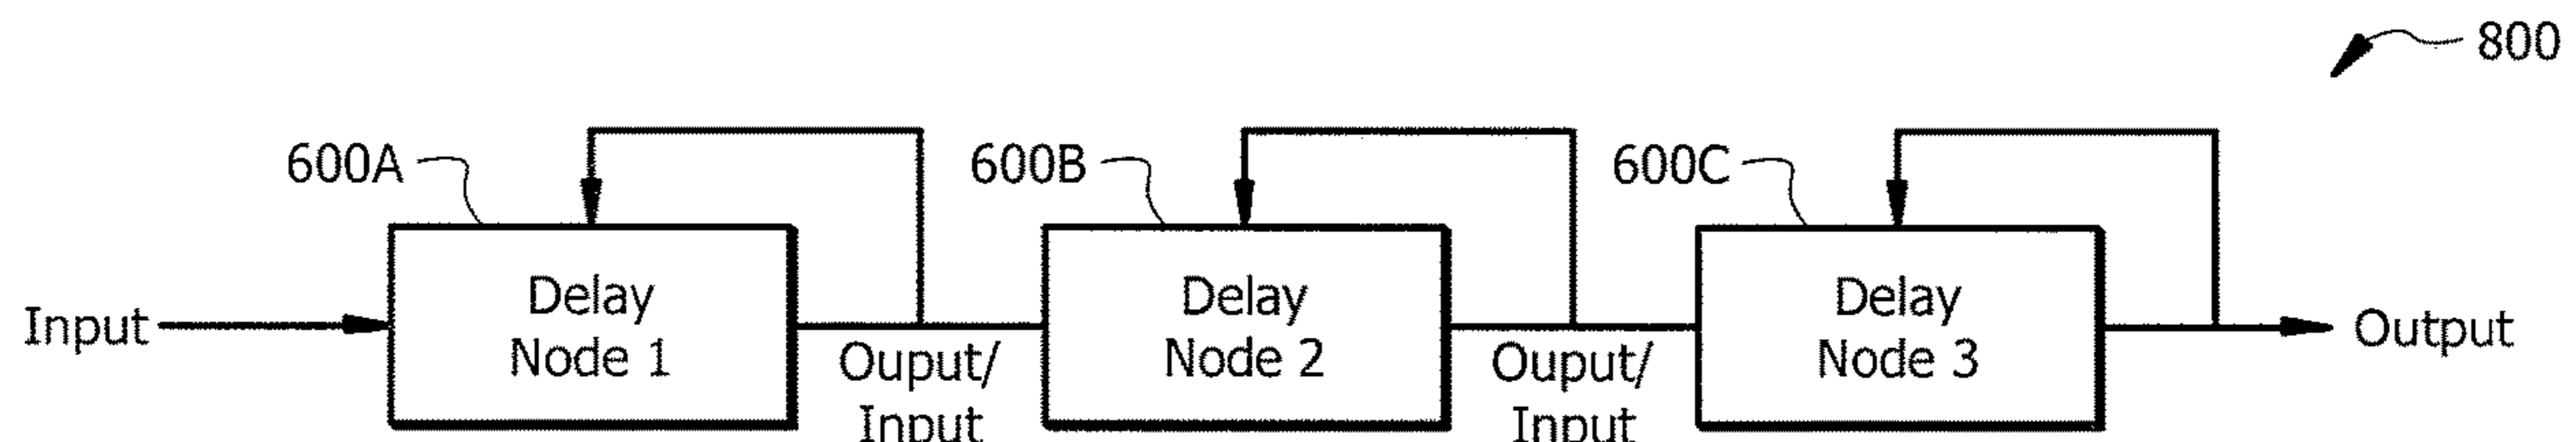 800
600A
600B
600C
Input
Delay
Node 1
Ouput/
Input
Delay
Node 2
Ouput/
Input
Delay
Node 3
Output